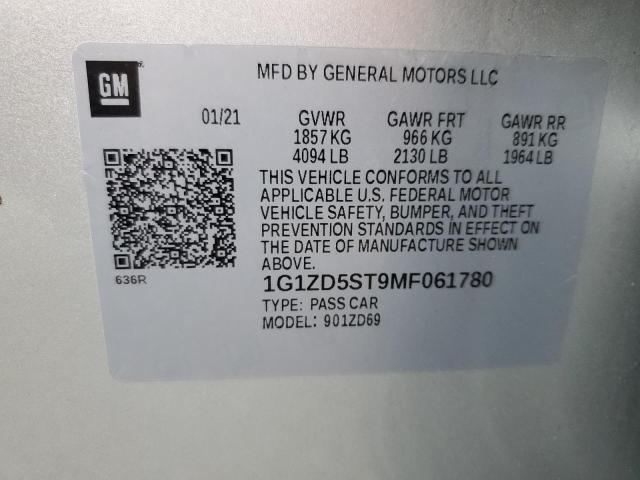 GM
MFD BY GENERAL MOTORS LLC
01/21 GVWR GAWR FRT GAWR RR
1857 KG 966 KG 891 KG
4094 LB 2130 LB 1964 LB
THIS VEHICLE CONFORMS TO ALL
APPLICABLE U.S. FEDERAL MOTOR
VEHICLE SAFETY, BUMPER, AND THEFT
PREVENTION STANDARDS IN EFFECT ON
THE DATE OF MANUFACTURE SHOWN
ABOVE.
636R
1G1ZD5ST9MF061780
TYPE: PASS CAR
MODEL: 901ZD69